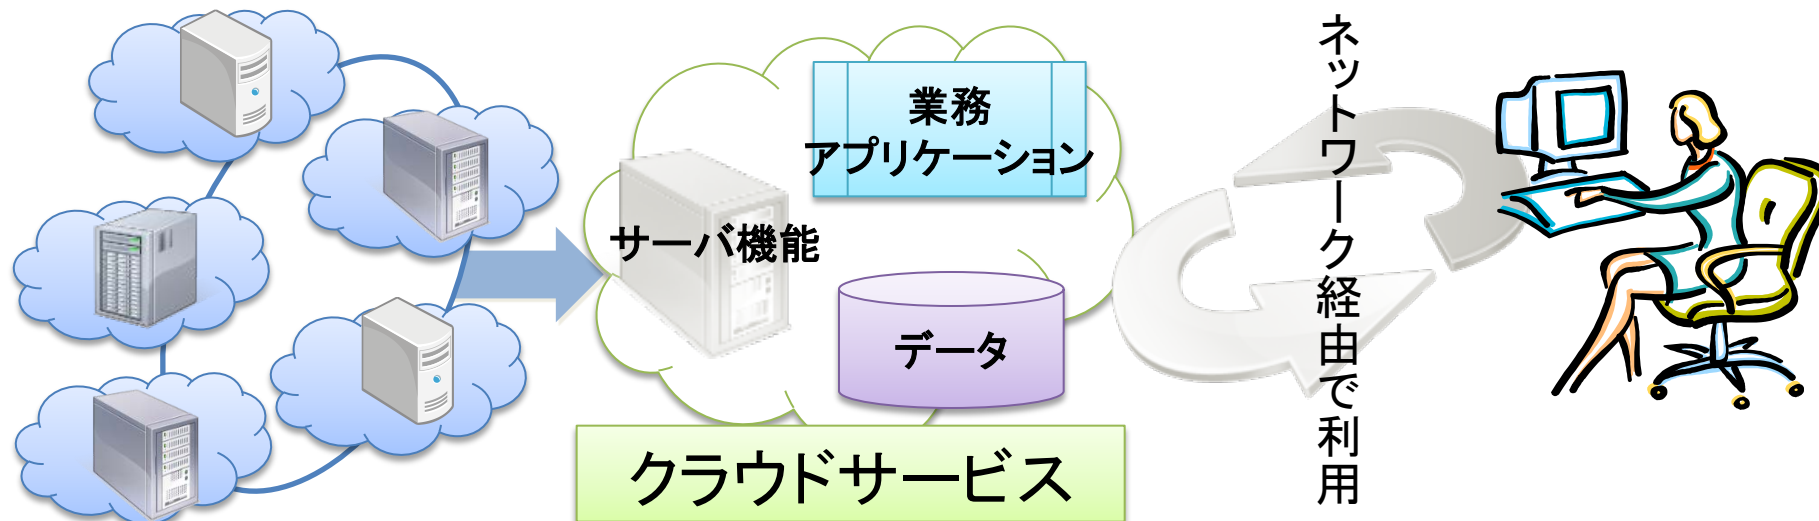 業務
アプリケーション
サーバ機能
データ
クラウドサービス
ネットワーク経由で利用